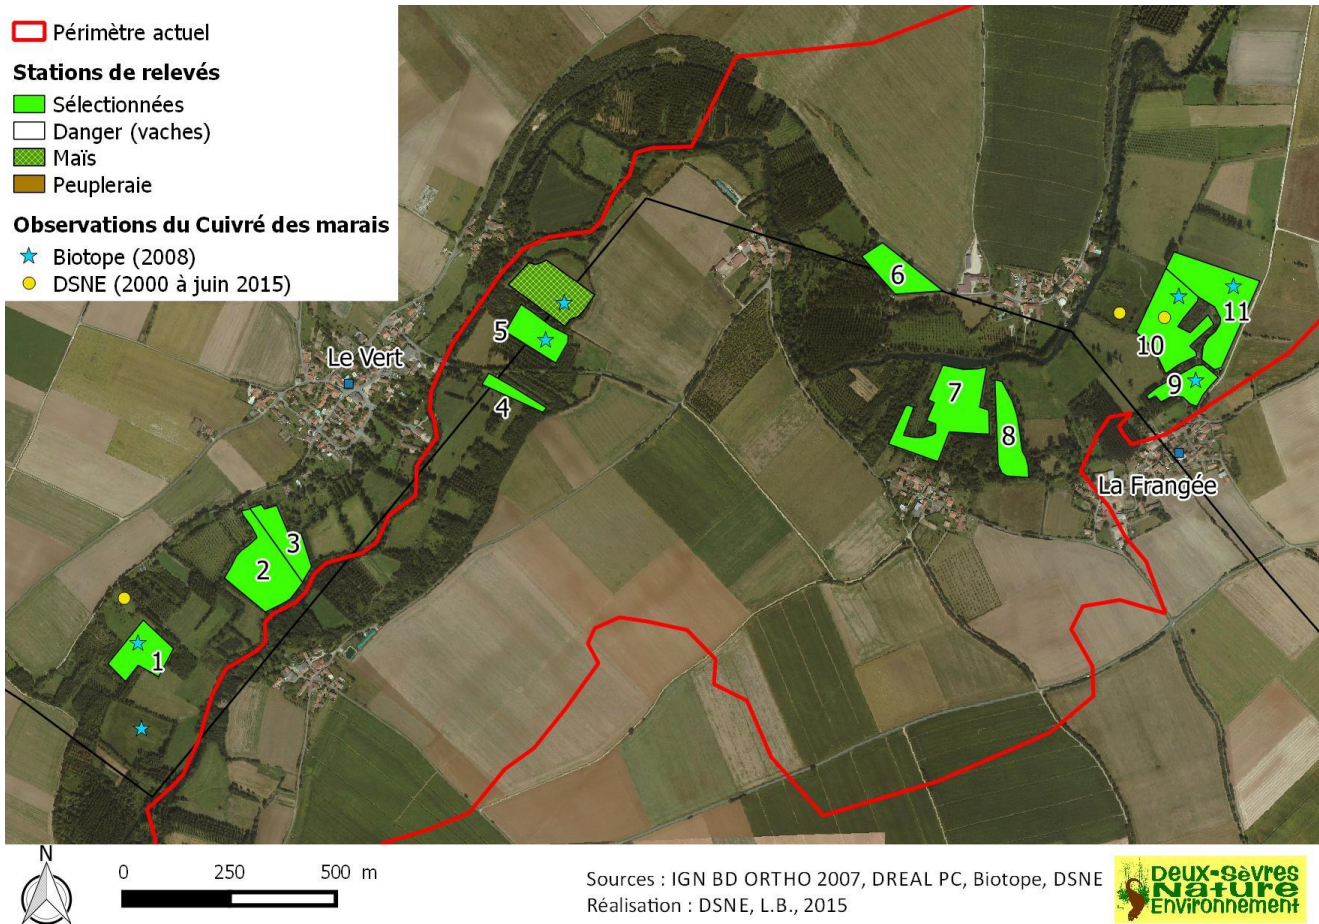 Périmètre actuel
Stations de relevés
Sélectionnées
Danger (vaches)
Maïs
Peupleraie
Observations du Cuivré des marais
Biotope (2008)
DSNE (2000 à juin 2015)
6
11
10
5
Le Vert
9
4
7
8
La Frangée
3
2
1
N
0 250 500 m
Sources : IGN BD ORTHO 2007, DREAL PC, Biotope, DSNE
Réalisation : DSNE, L.B., 2015
Deux-Sèvres
Nature
Environnement